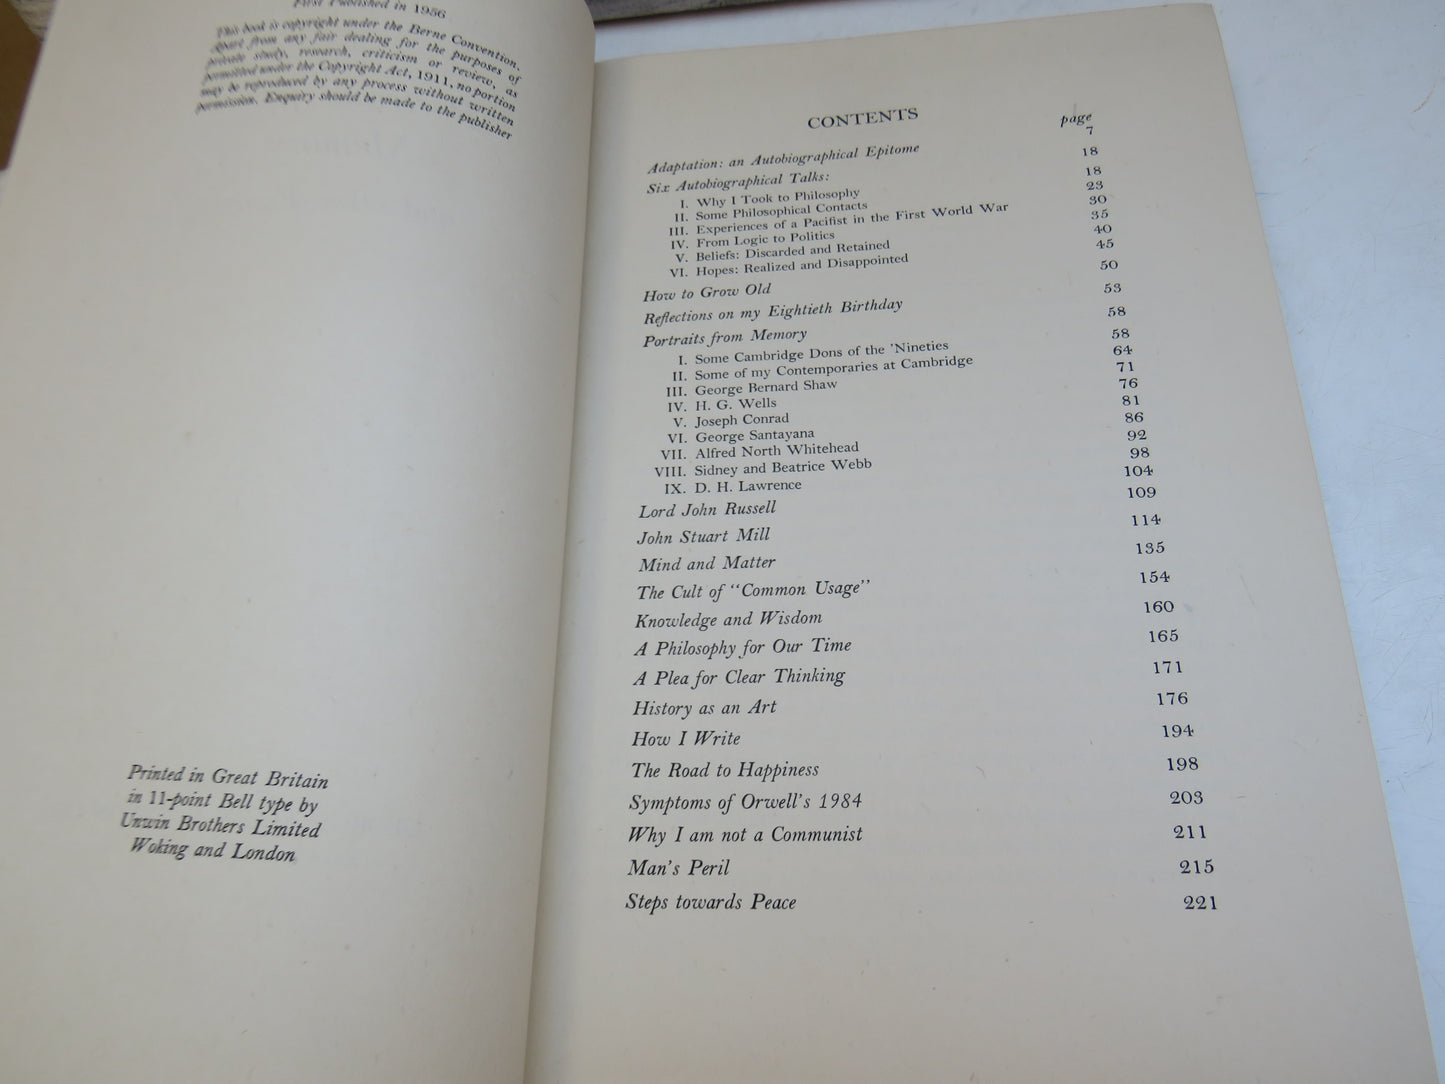 First Published in 1956
This book is copyright under the Berne Convention.
Apart from any fair dealing for the purposes of
private study, research, criticism or review, as
permitted under the Copyright Act, 1911, no portion
may be reproduced by any process without written
permission. Enquiry should be made to the publisher
Printed in Great Britain
in 11-point Bell type by
Unwin Brothers Limited
Woking and London
CONTENTS
page
Adaptation: an Autobiographical Epitome 7
Six Autobiographical Talks: 18
I. Why I Took to Philosophy 18
II. Some Philosophical Contacts 23
III. Experiences of a Pacifist in the First World War 30
IV. From Logic to Politics 35
V. Beliefs: Discarded and Retained 40
VI. Hopes: Realized and Disappointed 45
How to Grow Old 50
Reflections on my Eightieth Birthday 53
Portraits from Memory 58
I. Some Cambridge Dons of the 'Nineties 58
II. Some of my Contemporaries at Cambridge 64
III. George Bernard Shaw 71
IV. H. G. Wells 76
V. Joseph Conrad 81
VI. George Santayana 86
VII. Alfred North Whitehead 92
VIII. Sidney and Beatrice Webb 98
IX. D. H. Lawrence 104
Lord John Russell 109
John Stuart Mill 114
Mind and Matter 135
The Cult of "Common Usage" 154
Knowledge and Wisdom 160
A Philosophy for Our Time 165
A Plea for Clear Thinking 171
History as an Art 176
How I Write 194
The Road to Happiness 198
Symptoms of Orwell's 1984 203
Why I am not a Communist 211
Man's Peril 215
Steps towards Peace 221